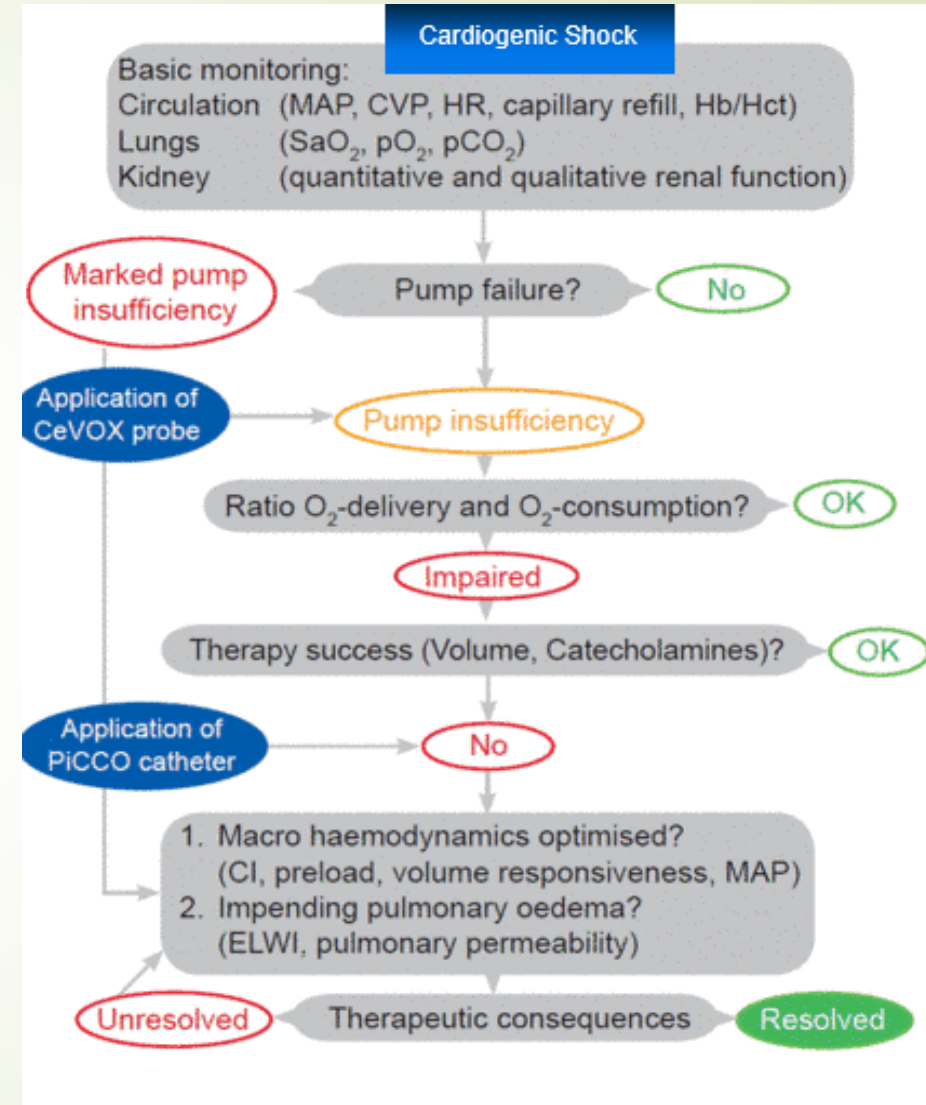 Cardiogenic Shock
Basic monitoring:
Circulation (MAP, CVP, HR, capillary refill, Hb/Hct)
Lungs (SaO₂, pO₂, pCO₂)
Kidney (quantitative and qualitative renal function)
Marked pump
insufficiency
Pump failure?
No
Application of
CeVOX probe
Pump insufficiency
Ratio O₂-delivery and O₂-consumption?
OK
Impaired
Therapy success (Volume, Catecholamines)?
OK
Application of
PiCCO catheter
No
1. Macro haemodynamics optimised?
(CI, preload, volume responsiveness, MAP)
2. Impending pulmonary oedema?
(ELWI, pulmonary permeability)
Unresolved
Therapeutic consequences
Resolved